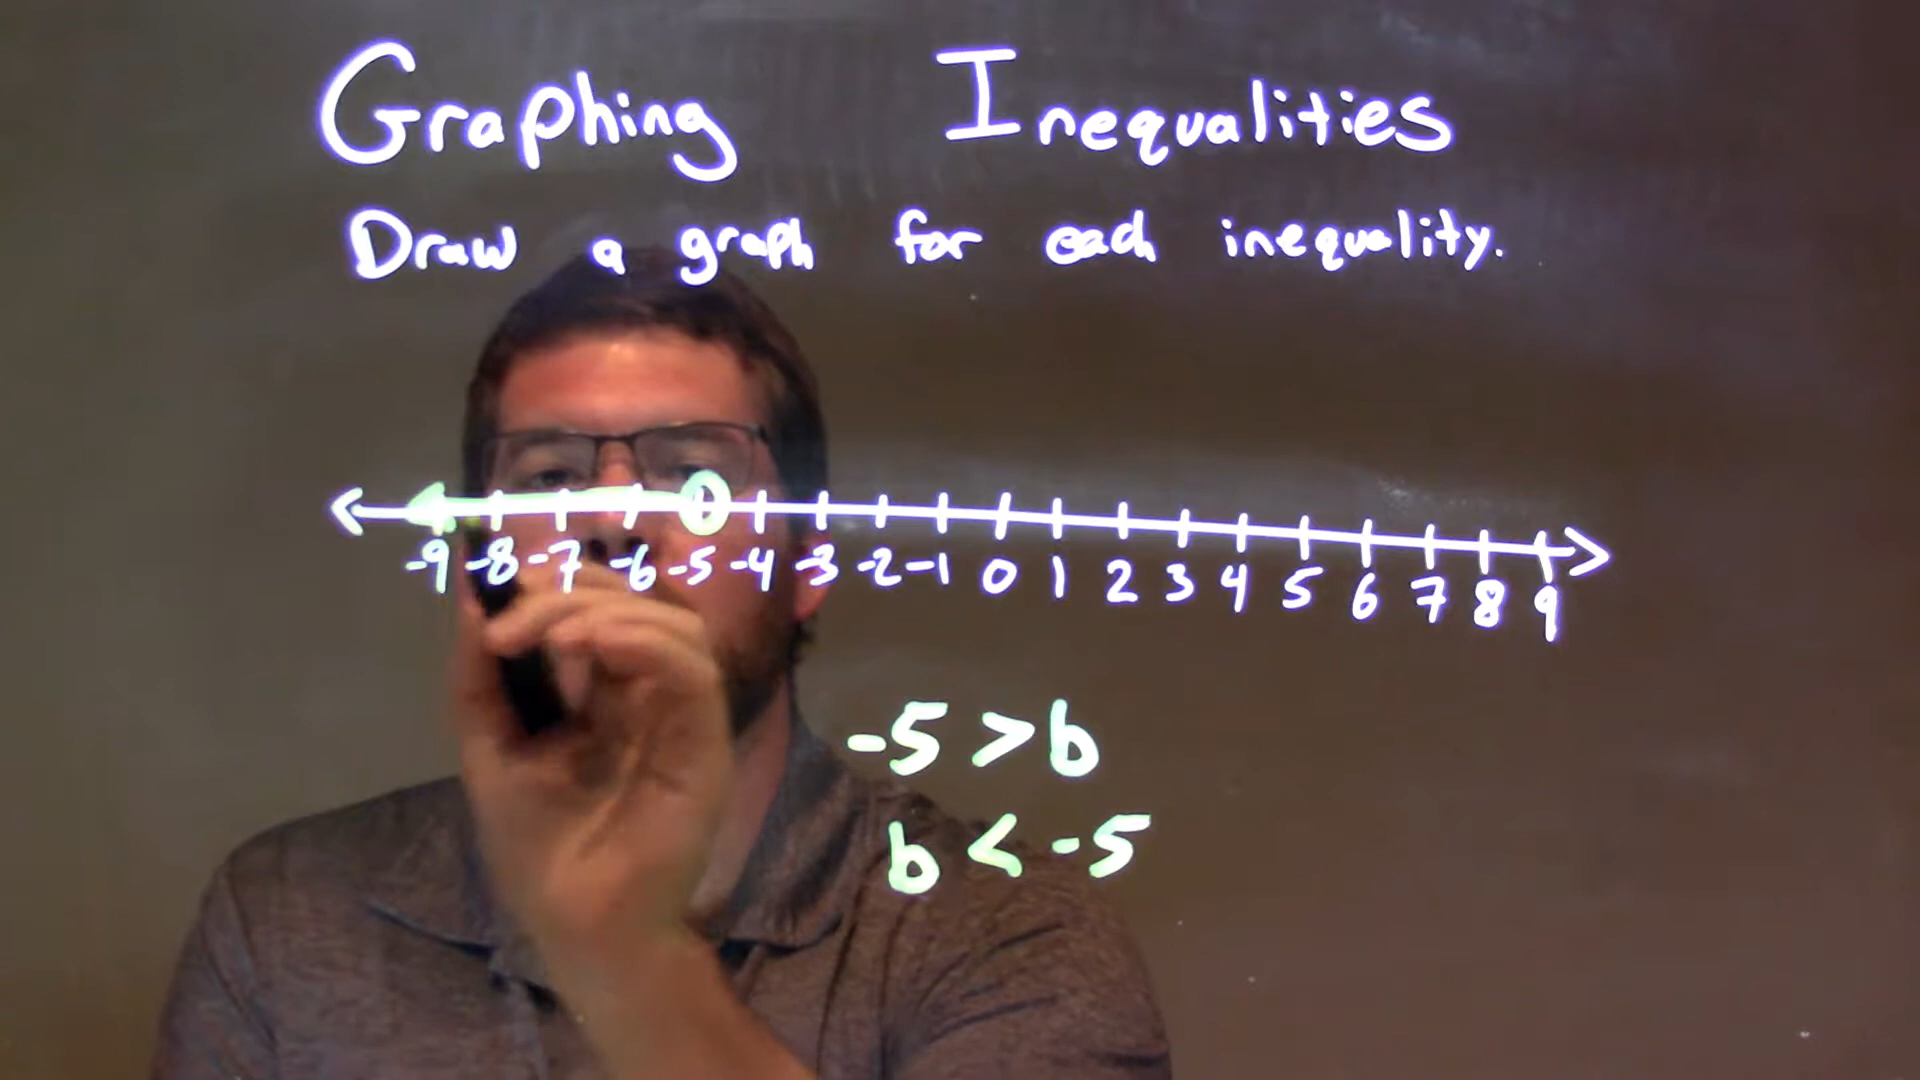 Graphing Inequalities
Draw a graph for each inequality.
-9 -8 -7 -6 -5 -4 -3 -2 -1 0 1 2 3 4 5 6 7 8 9
-5 > b
b < -5